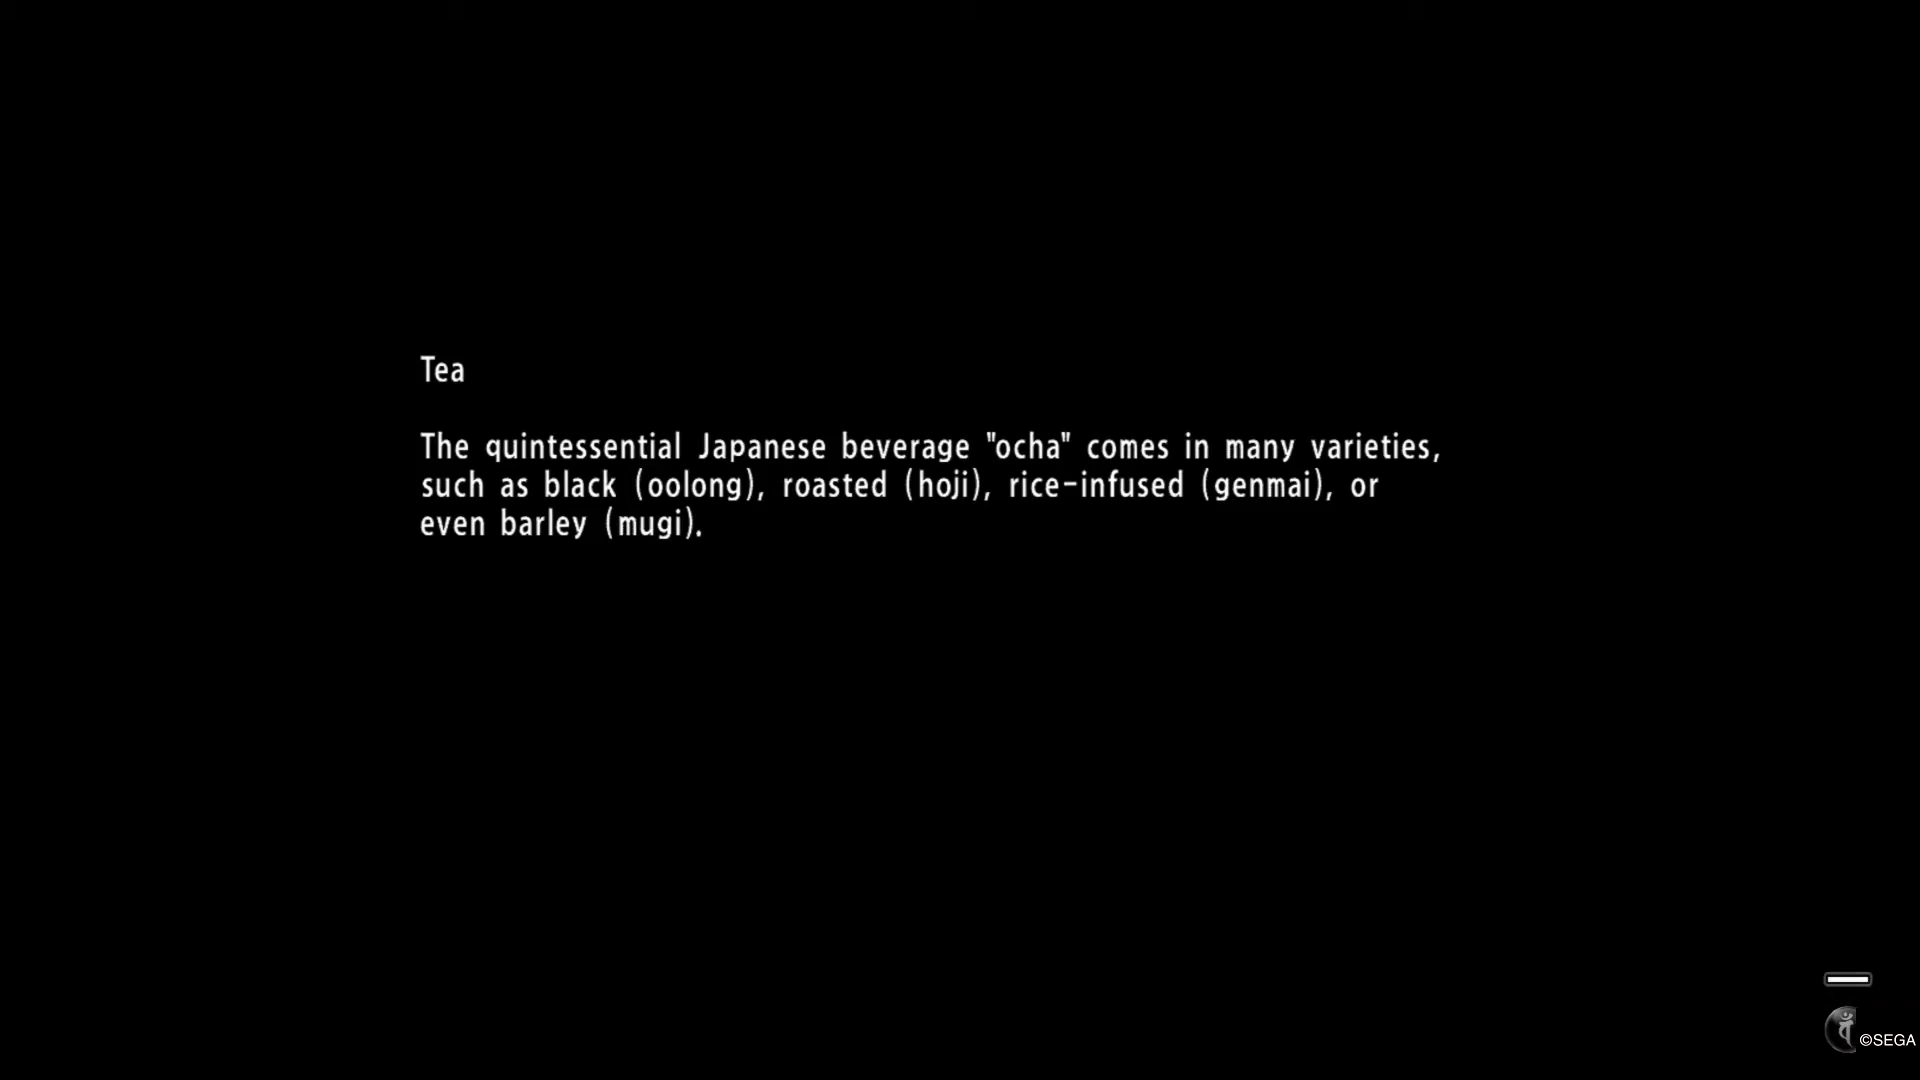 Tea
The quintessential Japanese beverage "ocha" comes in many varieties,
such as black (oolong), roasted (hoji), rice-infused (genmai), or
even barley (mugi).
©SEGA